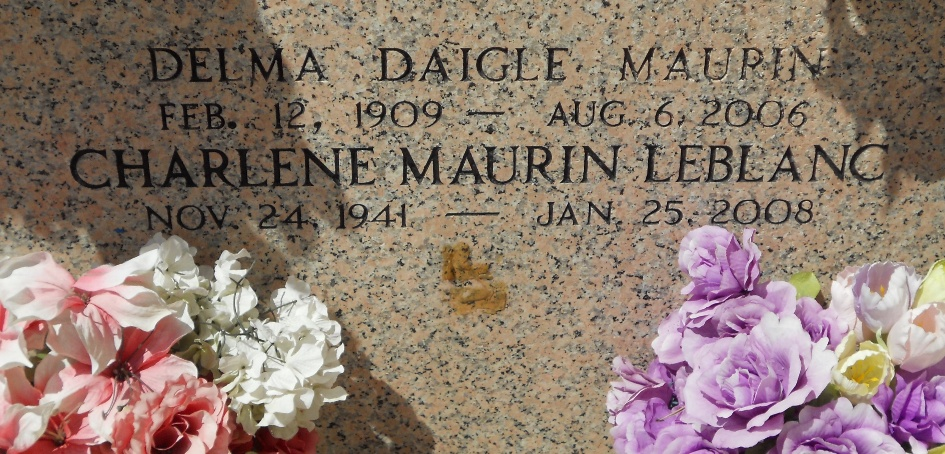 DELMA DAIGLE MAURIN
FEB. 12, 1909 — AUG. 6, 2006
CHARLENE MAURIN LEBLANC
NOV. 24, 1941 — JAN. 25, 2008